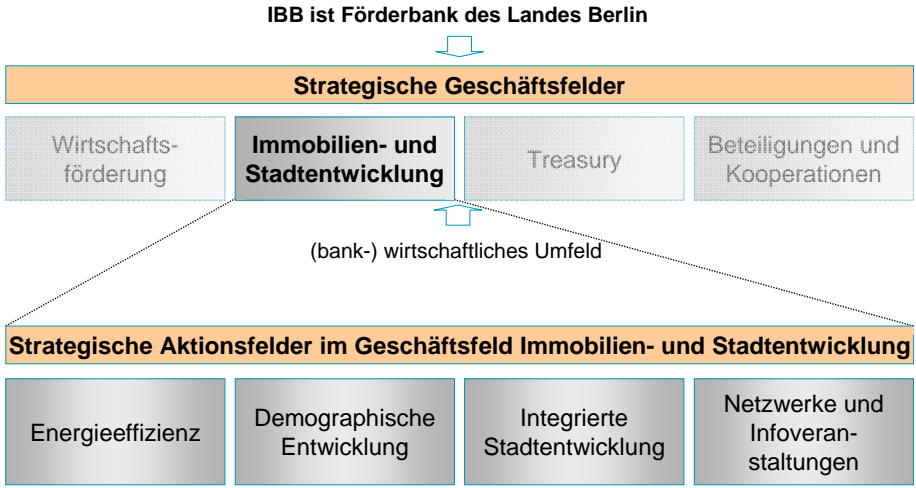 IBB ist Förderbank des Landes Berlin
Strategische Geschäftsfelder
Wirtschafts-
förderung
Immobilien- und
Stadtentwicklung
Treasury
Beteiligungen und
Kooperationen
(bank-) wirtschaftliches Umfeld
Strategische Aktionsfelder im Geschäftsfeld Immobilien- und Stadtentwicklung
Energieeffizienz
Demographische
Entwicklung
Integrierte
Stadtentwicklung
Netzwerke und
Infoveran-
staltungen